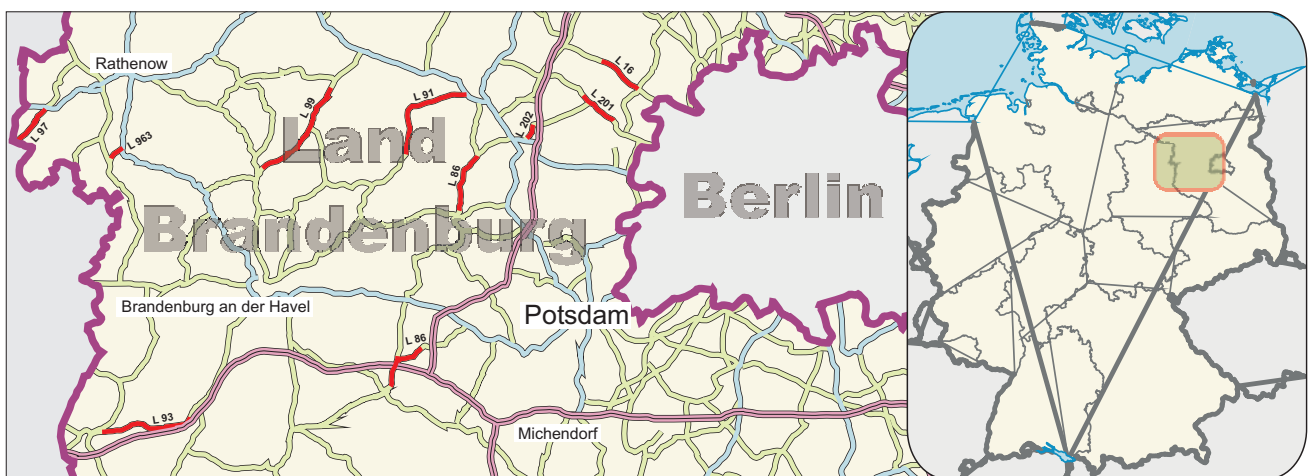 Rathenow
L 97
L 963
L 99
L 91
L 202
L 16
L 201
L 86
Land
Brandenburg
Berlin
Brandenburg an der Havel
Potsdam
L 86
L 93
Michendorf